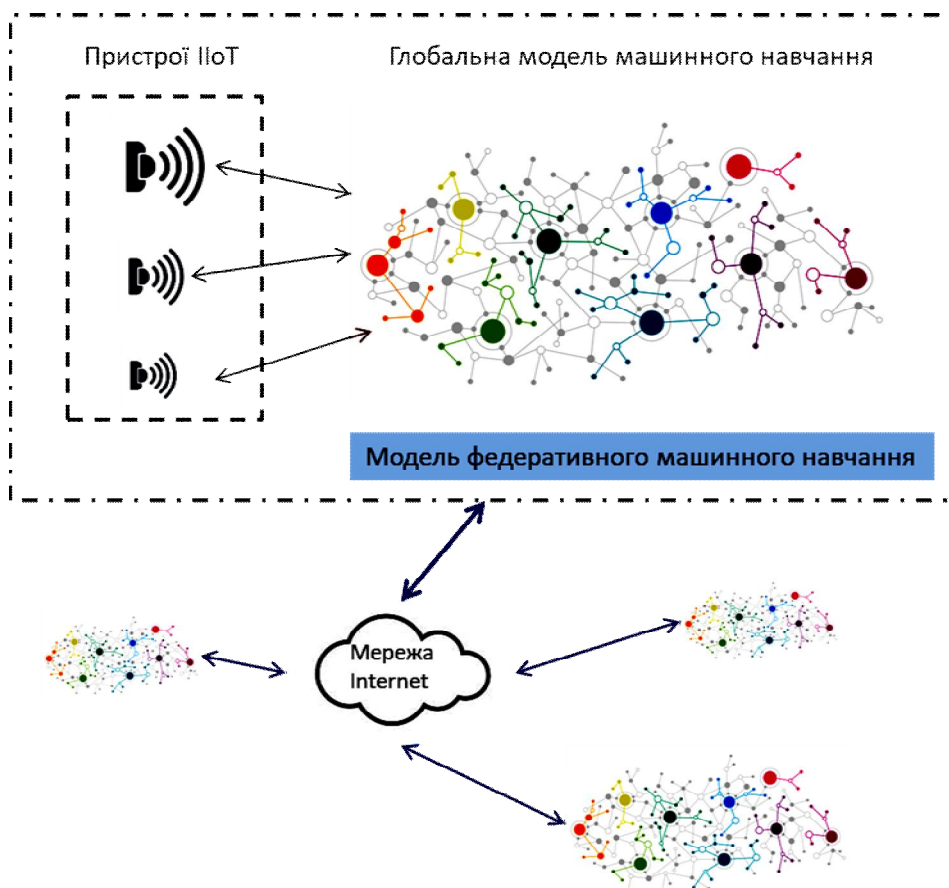 Пристрої IIoT
Глобальна модель машинного навчання
Модель федеративного машинного навчання
Мережа
Internet